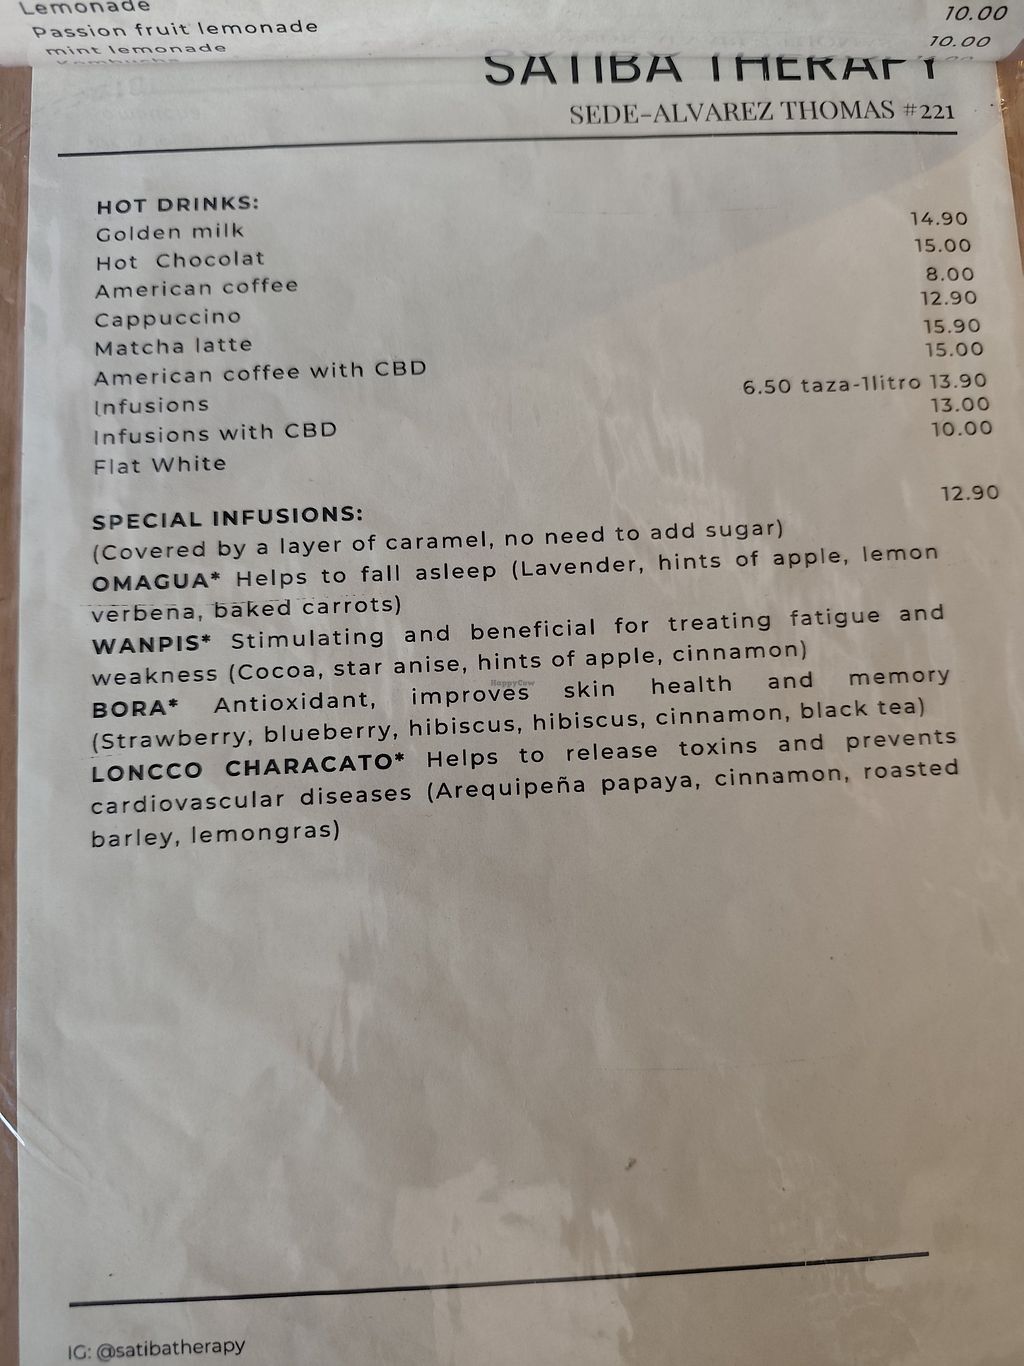 Lemonade 10.00
Passion fruit lemonade 10.00
mint lemonade
Kombucha
SATIBA THERAPY
SEDE-ALVAREZ THOMAS #221
HOT DRINKS:
Golden milk 14.90
Hot Chocolat 15.00
American coffee 8.00
Cappuccino 12.90
Matcha latte 15.90
American coffee with CBD 15.00
Infusions 6.50 taza-1litro 13.90
Infusions with CBD 13.00
Flat White 10.00
SPECIAL INFUSIONS: 12.90
(Covered by a layer of caramel, no need to add sugar)
OMAGUA* Helps to fall asleep (Lavender, hints of apple, lemon
verbena, baked carrots)
WANPIS* Stimulating and beneficial for treating fatigue and
weakness (Cocoa, star anise, hints of apple, cinnamon)
HappyCow
BORA* Antioxidant, improves skin health and memory
(Strawberry, blueberry, hibiscus, hibiscus, cinnamon, black tea)
LONCCO CHARACATO* Helps to release toxins and prevents
cardiovascular diseases (Arequipeña papaya, cinnamon, roasted
barley, lemongras)
IG: @satibatherapy